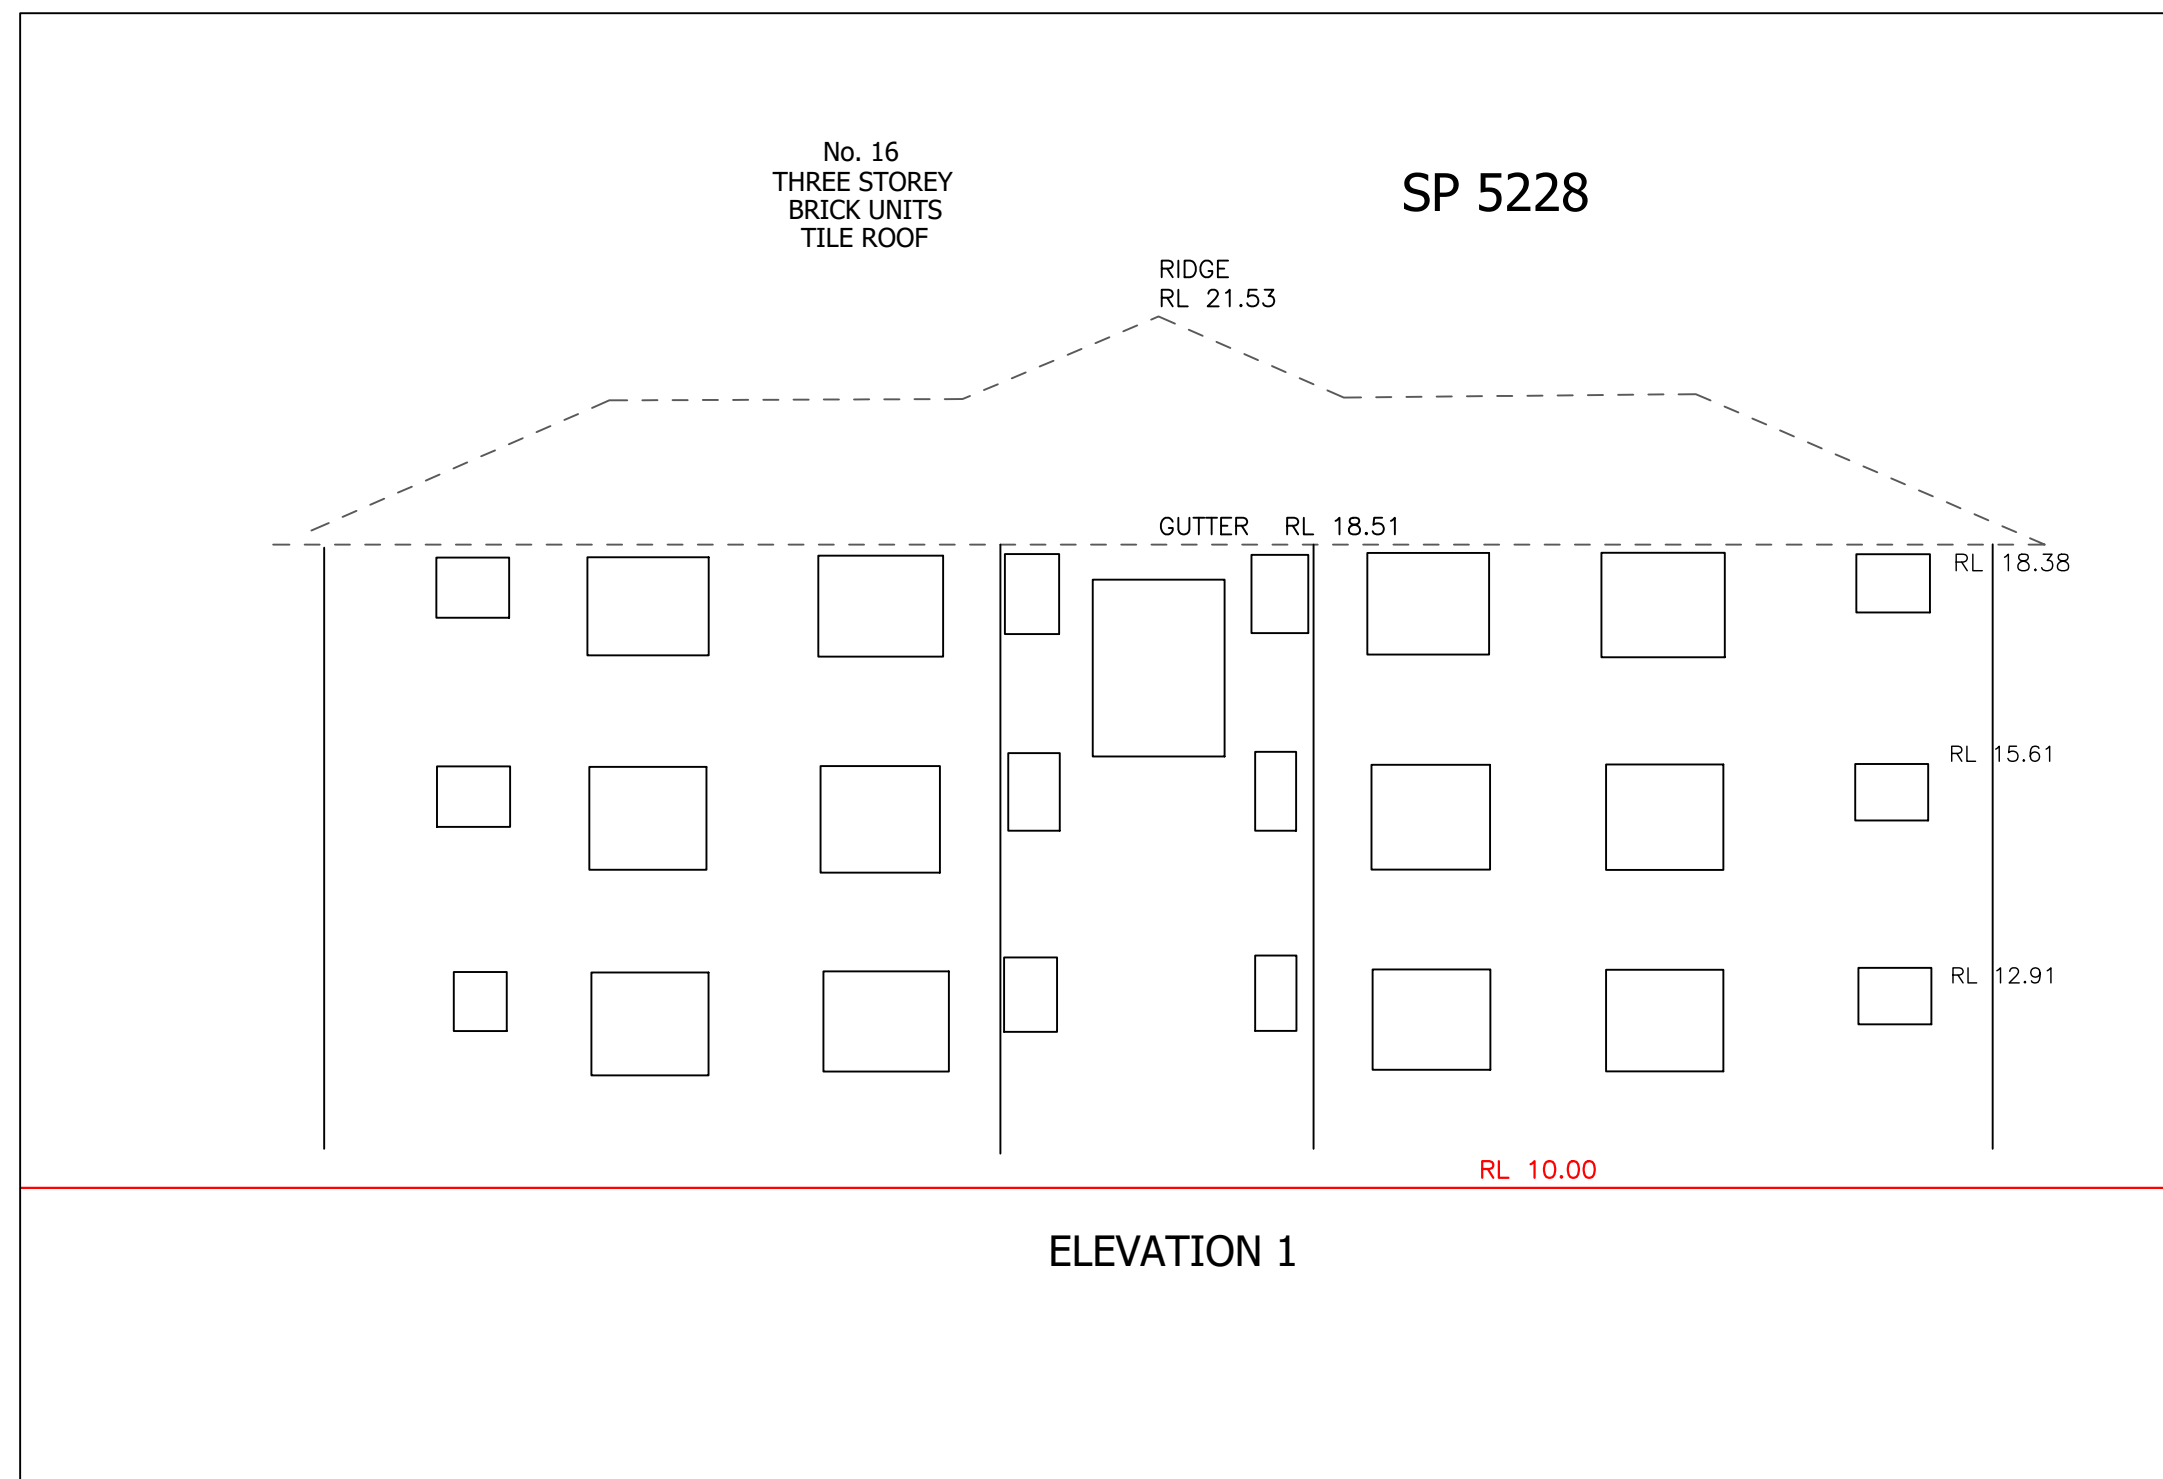 No. 16
THREE STOREY
BRICK UNITS
TILE ROOF
SP 5228
RIDGE
RL 21.53
GUTTER RL 18.51
RL 18.38
RL 15.61
RL 12.91
RL 10.00
ELEVATION 1